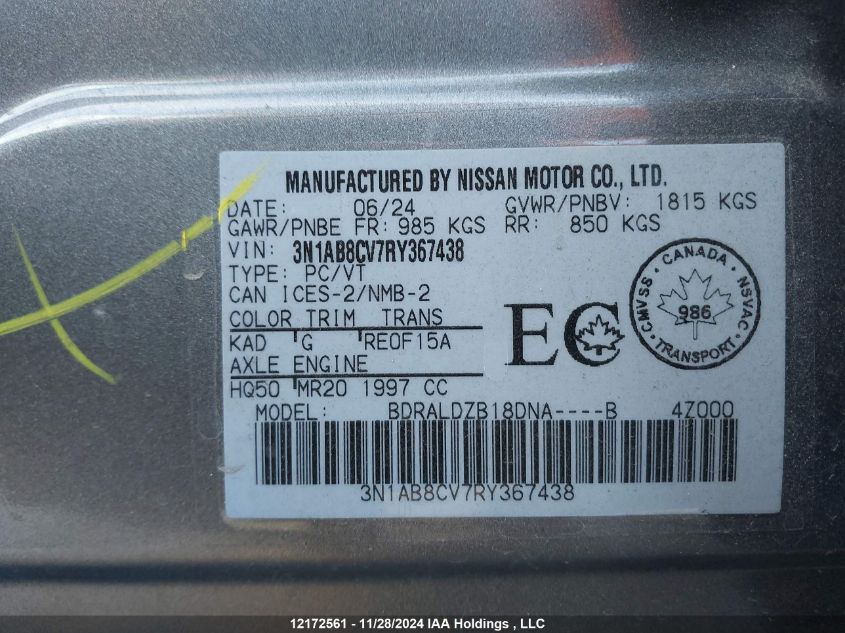 MANUFACTURED BY NISSAN MOTOR CO., LTD.
DATE: 06/24 GVWR/PNBV: 1815 KGS
GAWR/PNBE FR: 985 KGS RR: 850 KGS
VIN: 3N1AB8CV7RY367438
TYPE: PC/VT
CAN ICES-2/NMB-2
COLOR TRIM TRANS
KAD G RE0F15A
AXLE ENGINE
HQ50 MR20 1997 CC
EC
CANADA
CMVSS · NSVAC
986
TRANSPORT
MODEL: BDRALDZB18DNA----B 4Z000
3N1AB8CV7RY367438
12172561 - 11/28/2024 IAA Holdings , LLC